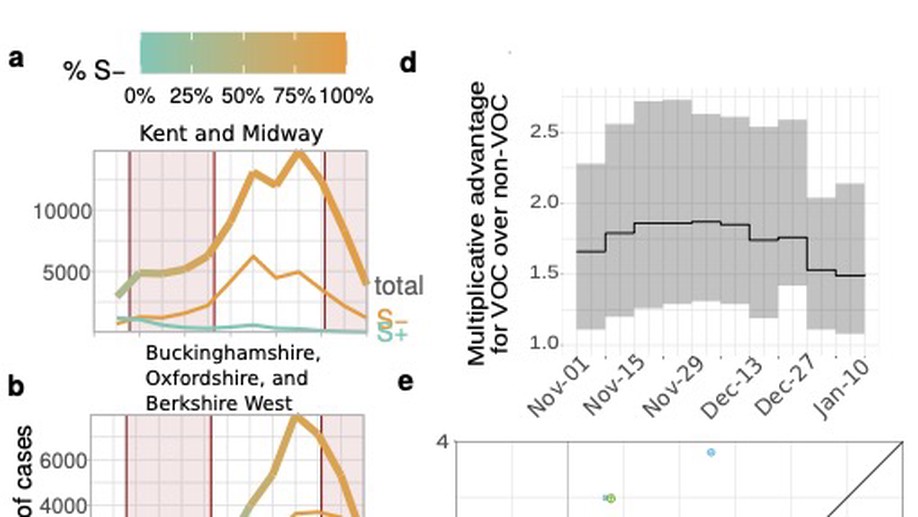 a
% S–
0% 25% 50% 75% 100%
Kent and Midway
10000
5000
total
S–
S+
b
Buckinghamshire,
Oxfordshire, and
Berkshire West
of cases
6000
4000
d
Multiplicative advantage
for VOC over non-VOC
2.5
2.0
1.5
1.0
Nov-01 Nov-15 Nov-29 Dec-13 Dec-27 Jan-10
e
4